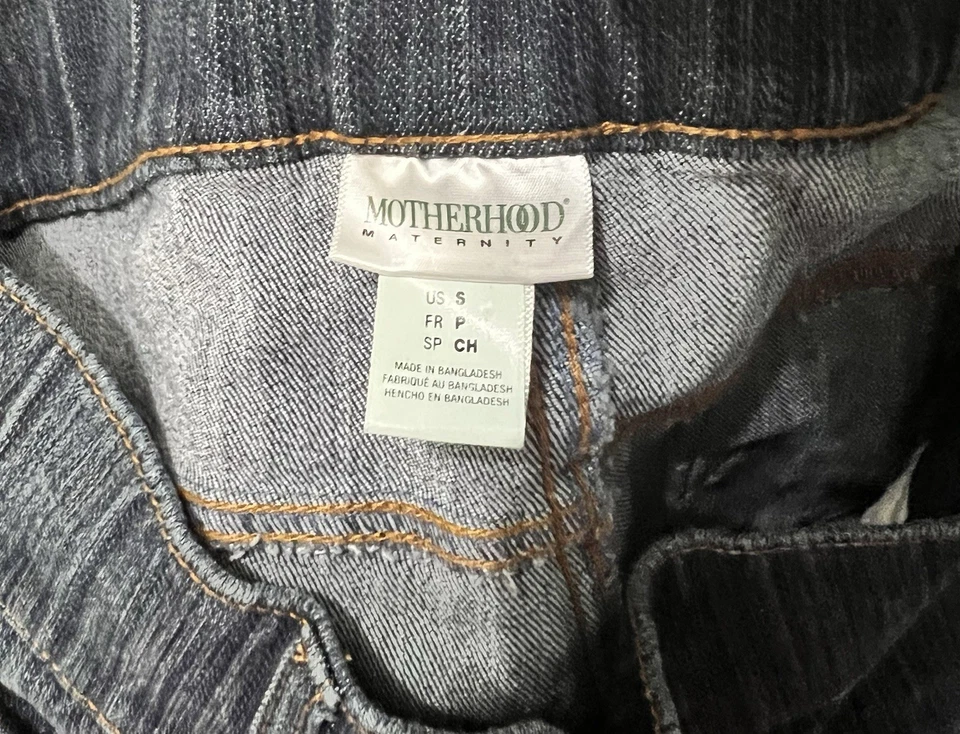 MOTHERHOOD®
MATERNITY
US S
FR P
SP CH
MADE IN BANGLADESH
FABRIQUÉ AU BANGLADESH
HENCHO EN BANGLADESH